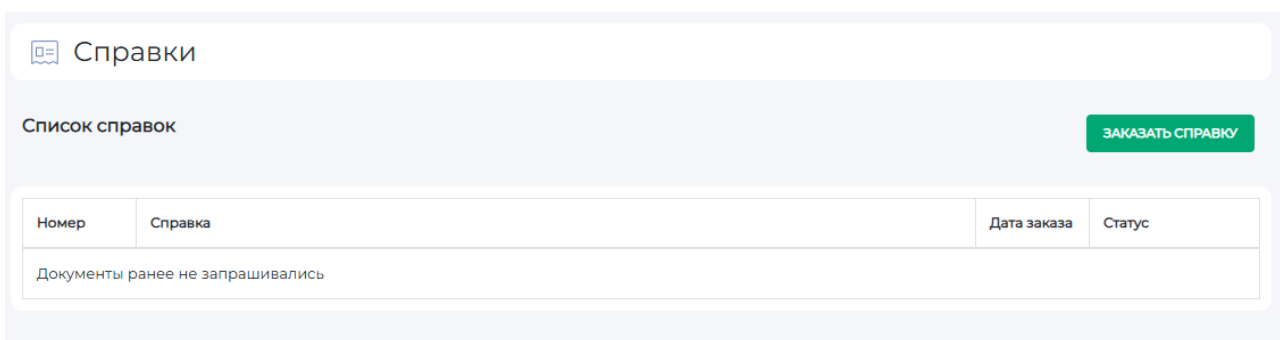 Справки
Список справок
ЗАКАЗАТЬ СПРАВКУ
Номер Справка Дата заказа Статус
Документы ранее не запрашивались